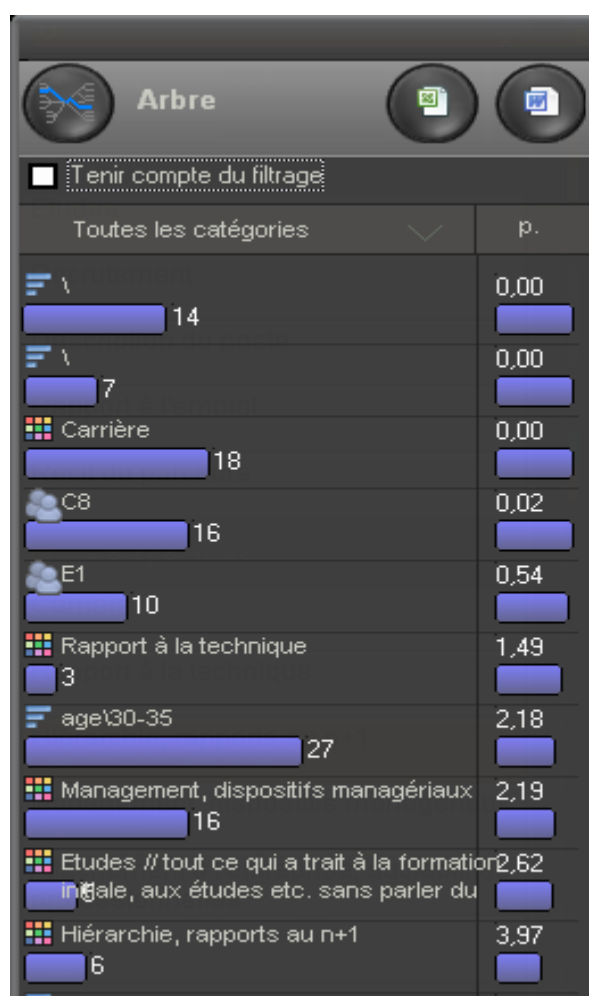 Arbre
Tenir compte du filtrage
Toutes les catégories p.
\ 0,00
14
\ 0,00
7
Carrière 0,00
18
C8 0,02
16
E1 0,54
10
Rapport à la technique 1,49
3
age\30-35 2,18
27
Management, dispositifs managériaux 2,19
16
Etudes // tout ce qui a trait à la formation 2,62
initiale, aux études etc. sans parler du
Hiérarchie, rapports au n+1 3,97
6